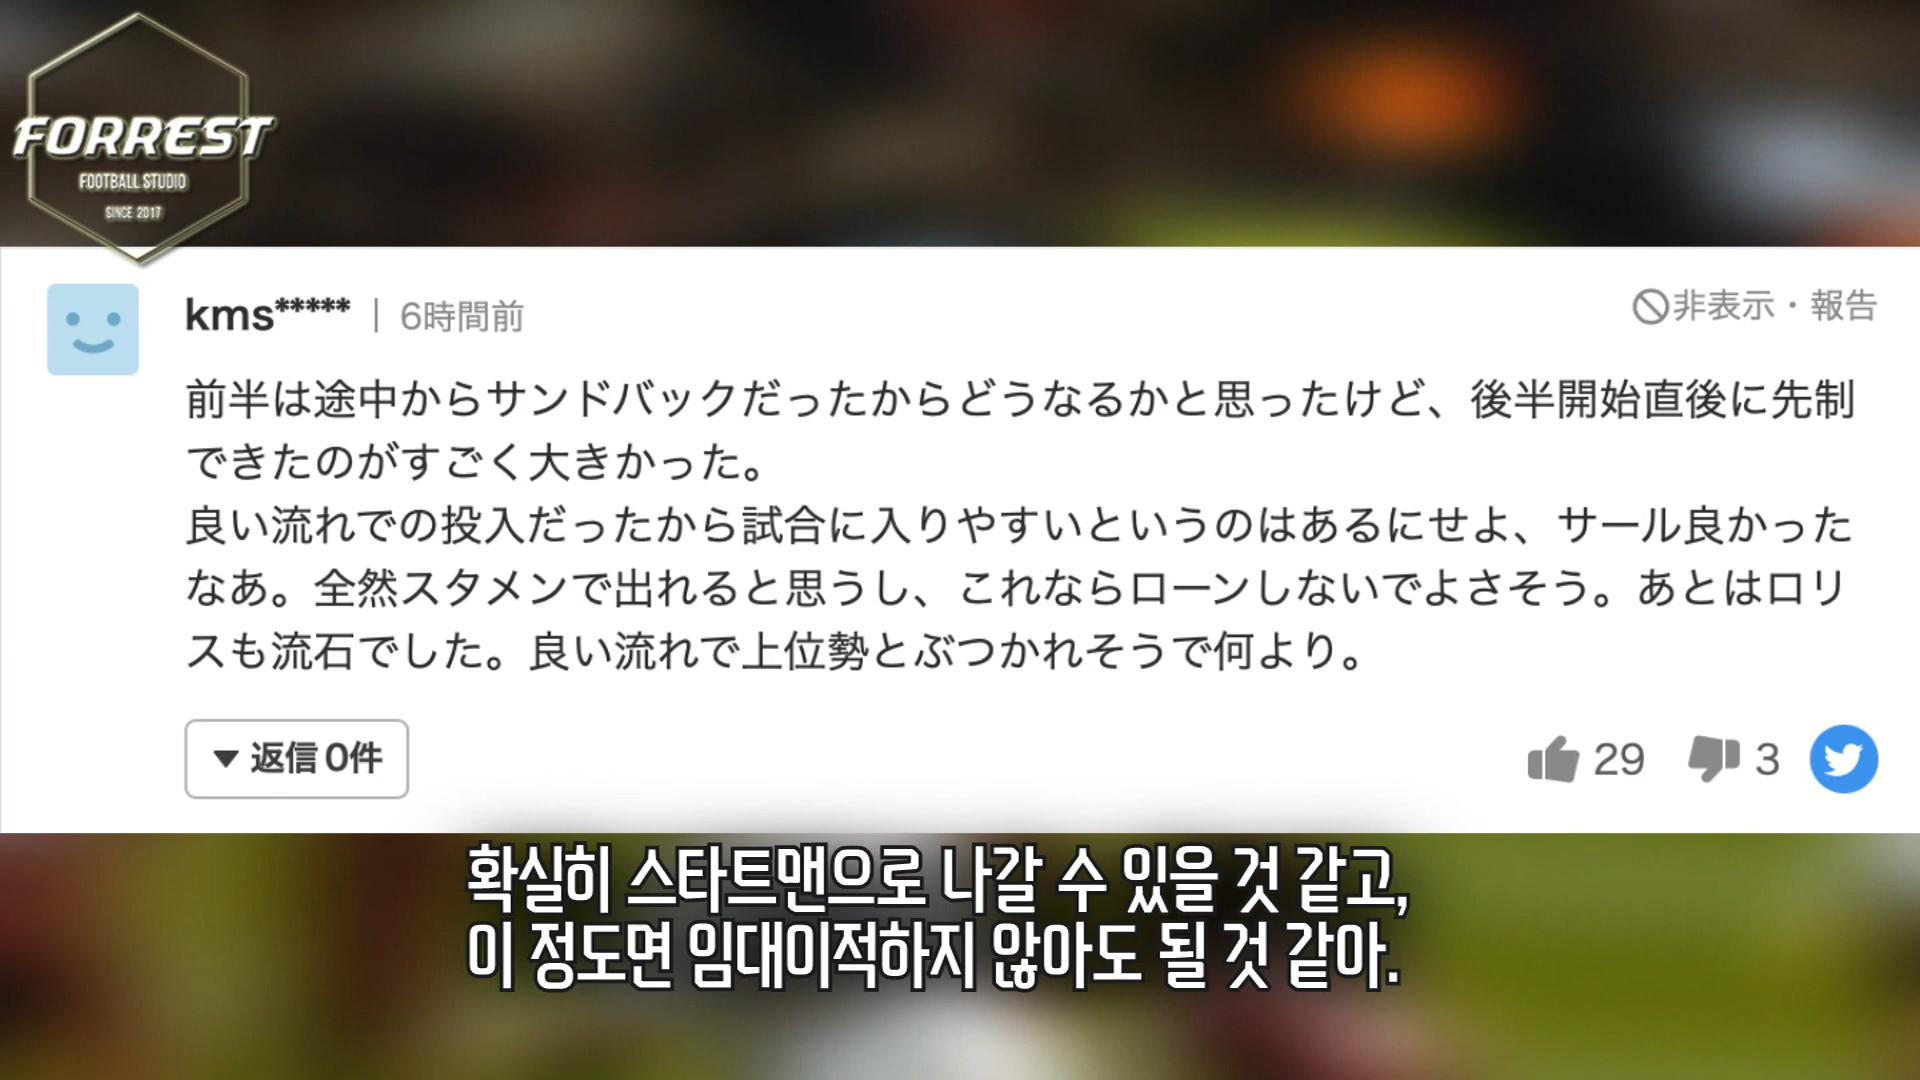 FORREST
FOOTBALL STUDIO
SINCE 2017
kms***** | 6時間前
非表示・報告
前半は途中からサンドバックだったからどうなるかと思ったけど、後半開始直後に先制
できたのがすごく大きかった。
良い流れでの投入だったから試合に入りやすいというのはあるにせよ、サール良かった
なあ。全然スタメンで出れると思うし、これならローンしないでよさそう。あとはロリ
スも流石でした。良い流れで上位勢とぶつかれそうで何より。
返信0件
29
3
확실히 스타트맨으로 나갈 수 있을 것 같고,
이 정도면 임대이적하지 않아도 될 것 같아.